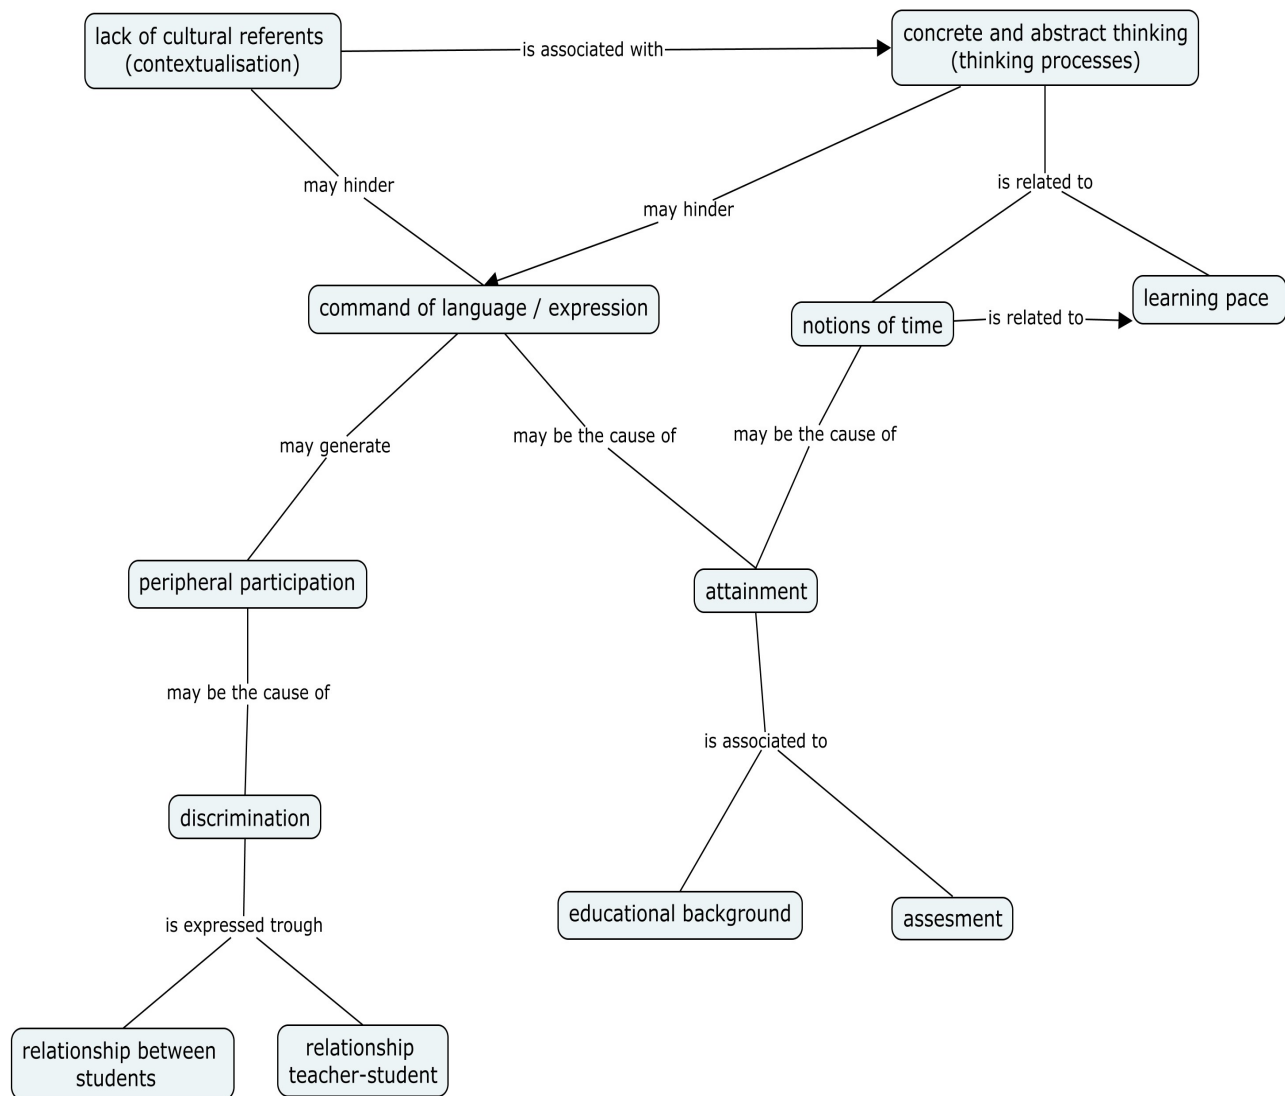 lack of cultural referents
(contextualisation)
is associated with
concrete and abstract thinking
(thinking processes)
may hinder
may hinder
is related to
command of language / expression
notions of time
is related to
learning pace
may generate
may be the cause of
may be the cause of
peripheral participation
attainment
may be the cause of
is associated to
discrimination
educational background
assesment
is expressed trough
relationship between
students
relationship
teacher-student